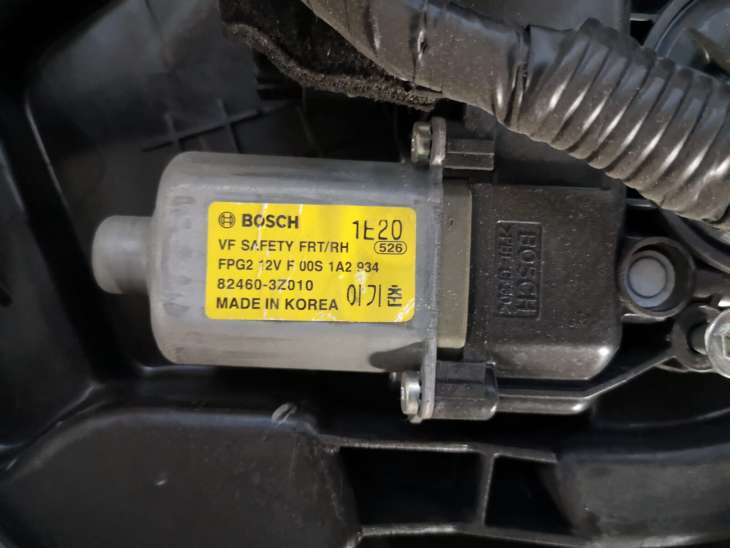 BOSCH 1E20
VF SAFETY FRT/RH 526
FPG2 12V F 00S 1A2 934
82460-3Z010
MADE IN KOREA 이기춘
BOSCH